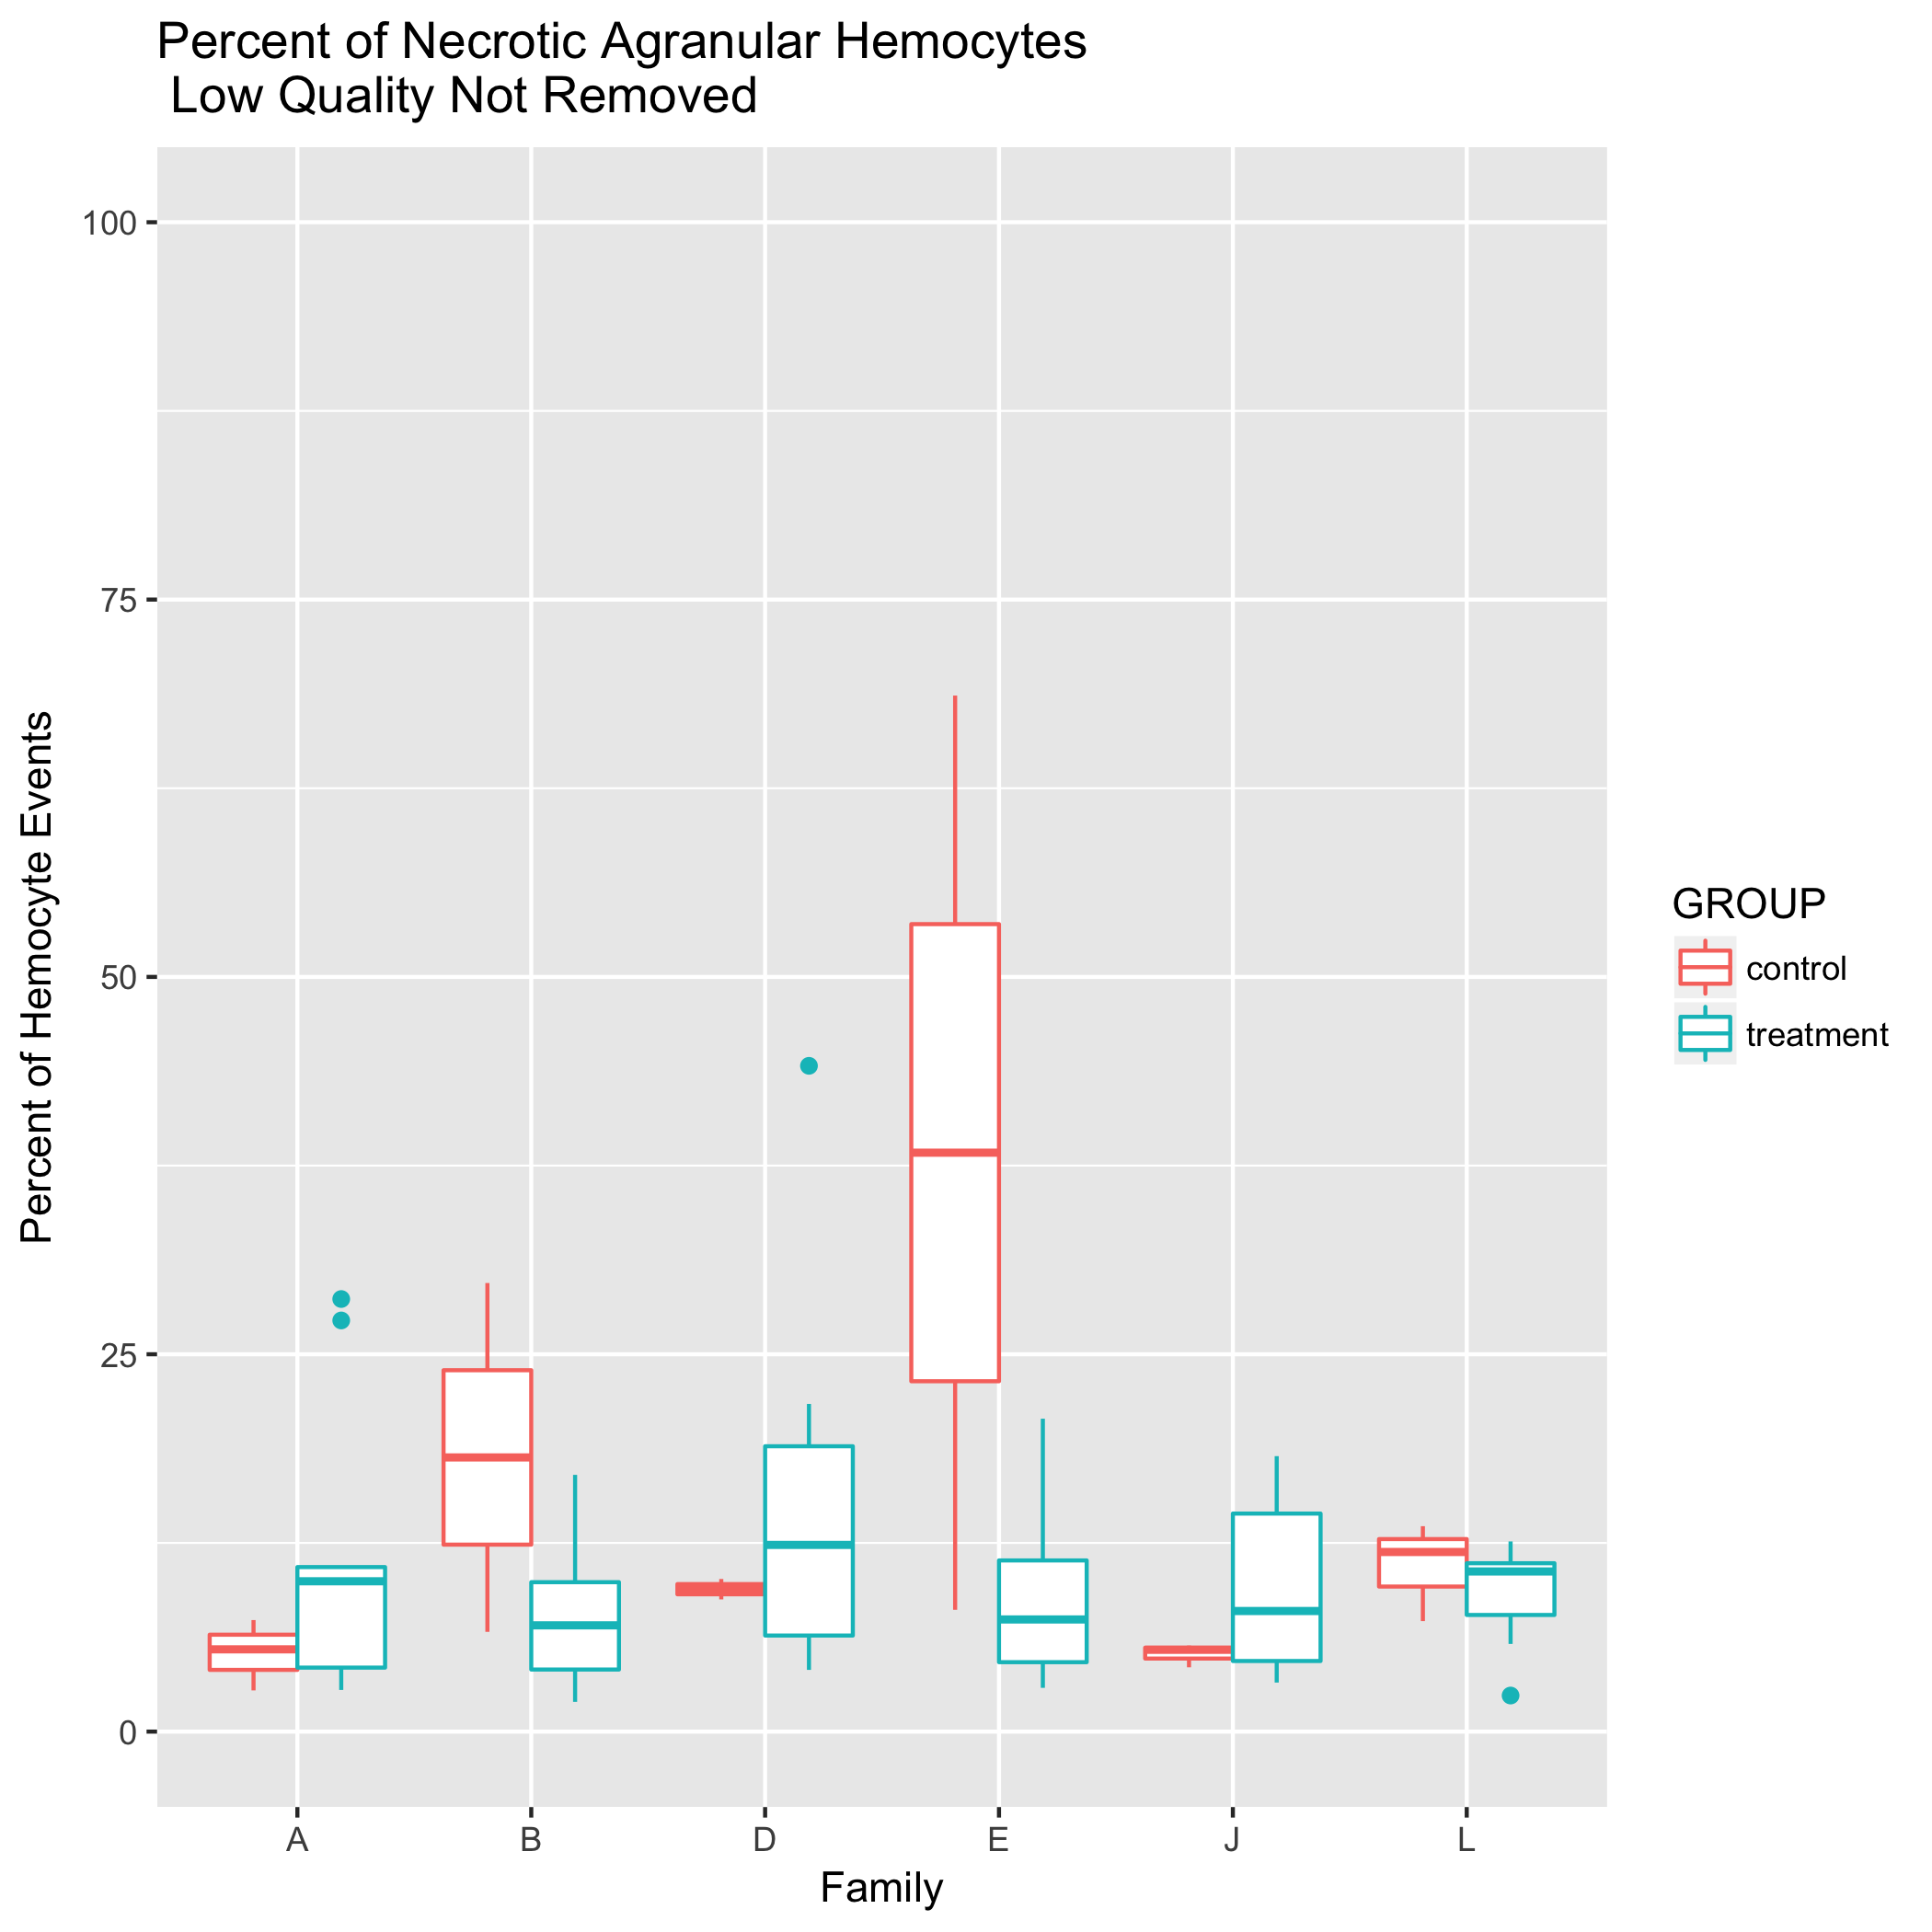 Percent of Necrotic Agranular Hemocytes
Low Quality Not Removed
Percent of Hemocyte Events
100
75
50
25
0
A B D E J L
Family
GROUP
control
treatment